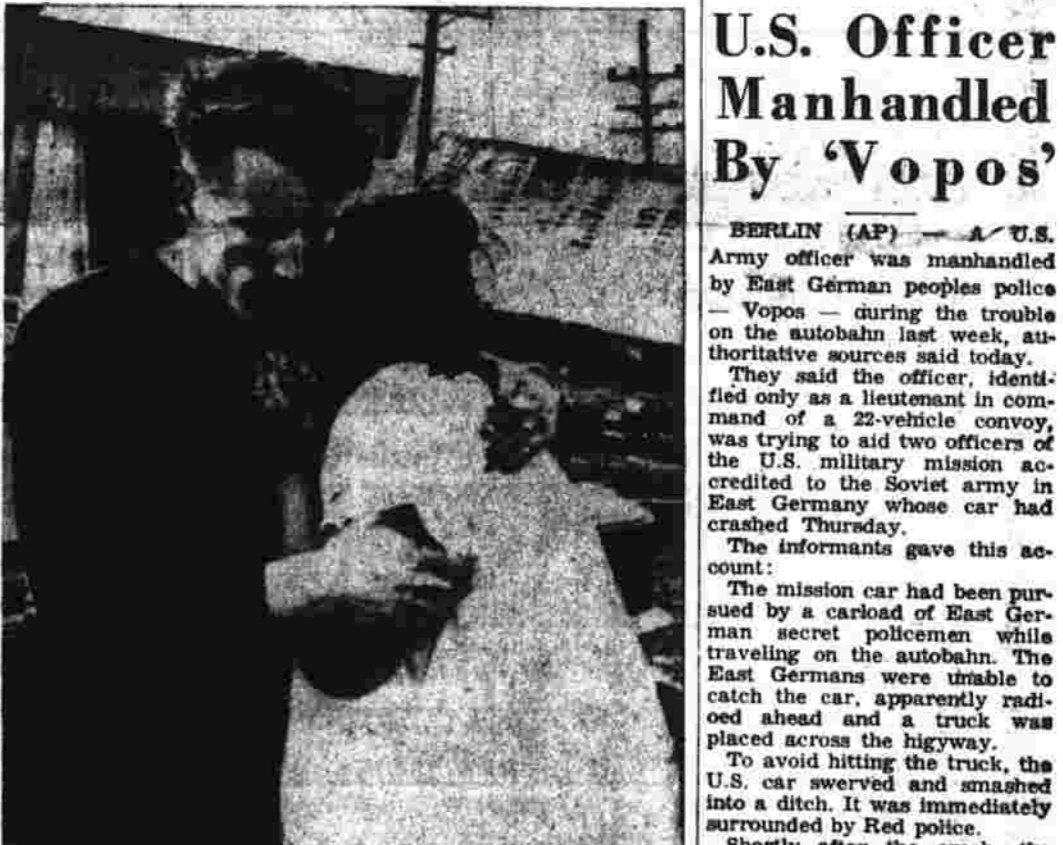 U.S. Officer
Manhandled
By 'Vopos'
BERLIN (AP) — A U.S.
Army officer was manhandled
by East German peoples police
— Vopos — during the trouble
on the autobahn last week, au-
thoritative sources said today.
They said the officer, identi-
fied only as a lieutenant in com-
mand of a 22-vehicle convoy,
was trying to aid two officers of
the U.S. military mission ac-
credited to the Soviet army in
East Germany whose car had
crashed Thursday.
The informants gave this ac-
count:
The mission car had been pur-
sued by a carload of East Ger-
man secret policemen while
traveling on the autobahn. The
East Germans were unable to
catch the car, apparently radi-
oed ahead and a truck was
placed across the higyway.
To avoid hitting the truck, the
U.S. car swerved and smashed
into a ditch. It was immediately
surrounded by Red police.